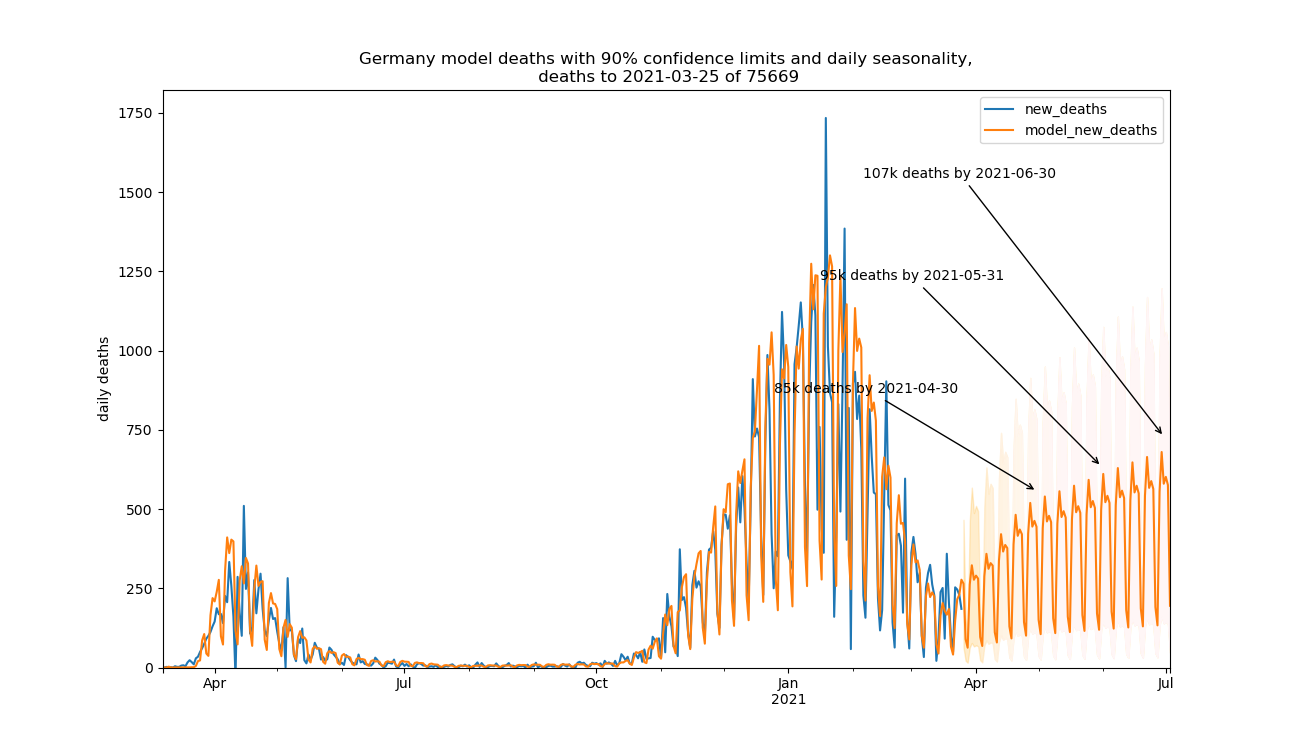 Germany model deaths with 90% confidence limits and daily seasonality,
deaths to 2021-03-25 of 75669
new_deaths
model_new_deaths
107k deaths by 2021-06-30
95k deaths by 2021-05-31
85k deaths by 2021-04-30
daily deaths
1750
1500
1250
1000
750
500
250
0
Apr
Jul
Oct
Jan
2021
Apr
Jul